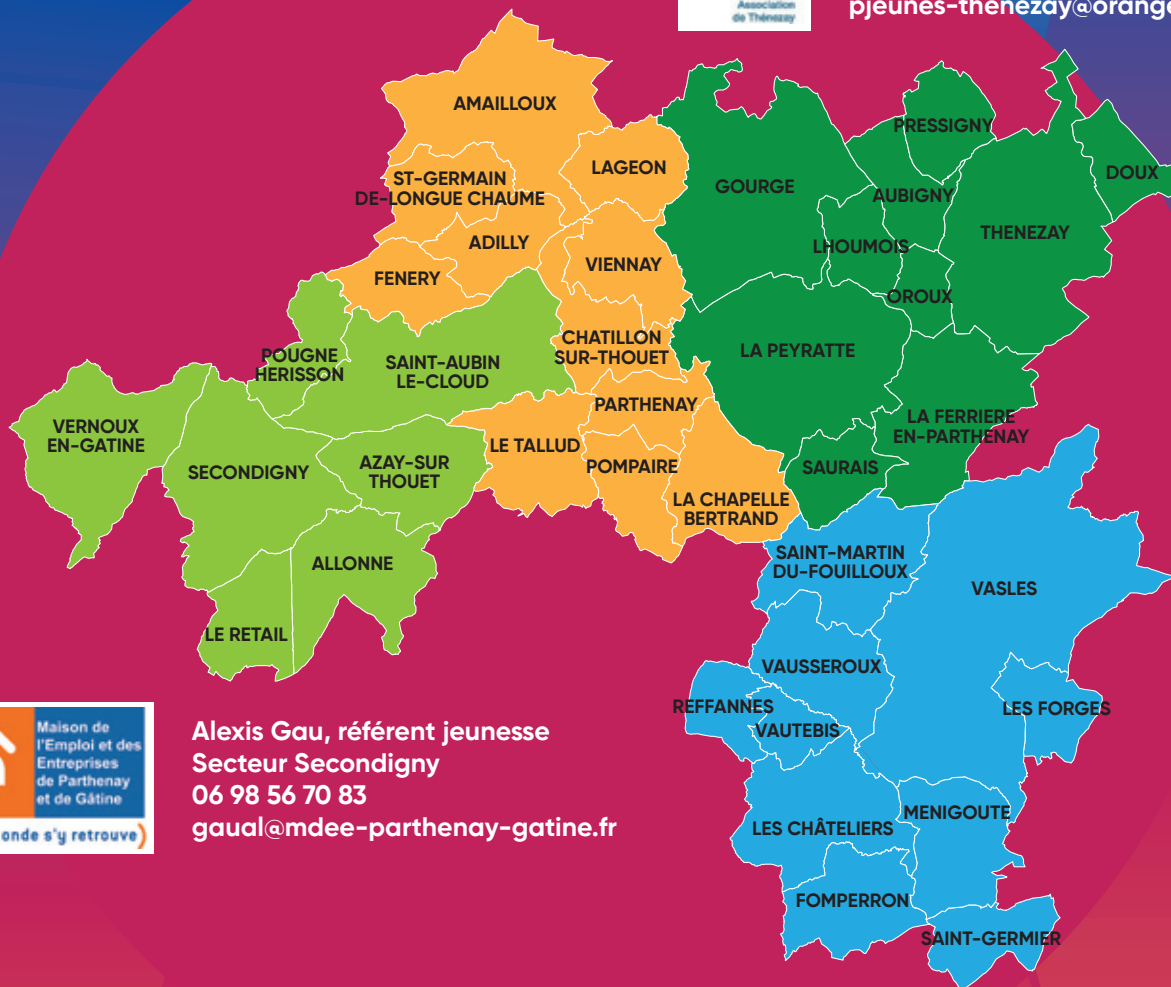 Association
de Thénezay
pjeunes-thenezay@orange
AMAILLOUX
LAGEON
ST-GERMAIN
DE-LONGUE CHAUME
ADILLY
VIENNAY
FENERY
CHATILLON
SUR-THOUET
PARTHENAY
LE TALLUD
POMPAIRE
LA CHAPELLE
BERTRAND
GOURGE
PRESSIGNY
AUBIGNY
DOUX
THENEZAY
LHOUMOIS
OROUX
LA PEYRATTE
LA FERRIERE
EN-PARTHENAY
SAURAIS
POUGNE
HERISSON
SAINT-AUBIN
LE-CLOUD
VERNOUX
EN-GATINE
SECONDIGNY
AZAY-SUR
THOUET
ALLONNE
LE RETAIL
SAINT-MARTIN
DU-FOUILLOUX
VASLES
VAUSSEROUX
REFFANNES
VAUTEBIS
LES FORGES
LES CHÂTELIERS
MENIGOUTE
FOMPERRON
SAINT-GERMIER
Maison de
l'Emploi et des
Entreprises
de Parthenay
et de Gâtine
onde s'y retrouve)
Alexis Gau, référent jeunesse
Secteur Secondigny
06 98 56 70 83
gaual@mdee-parthenay-gatine.fr